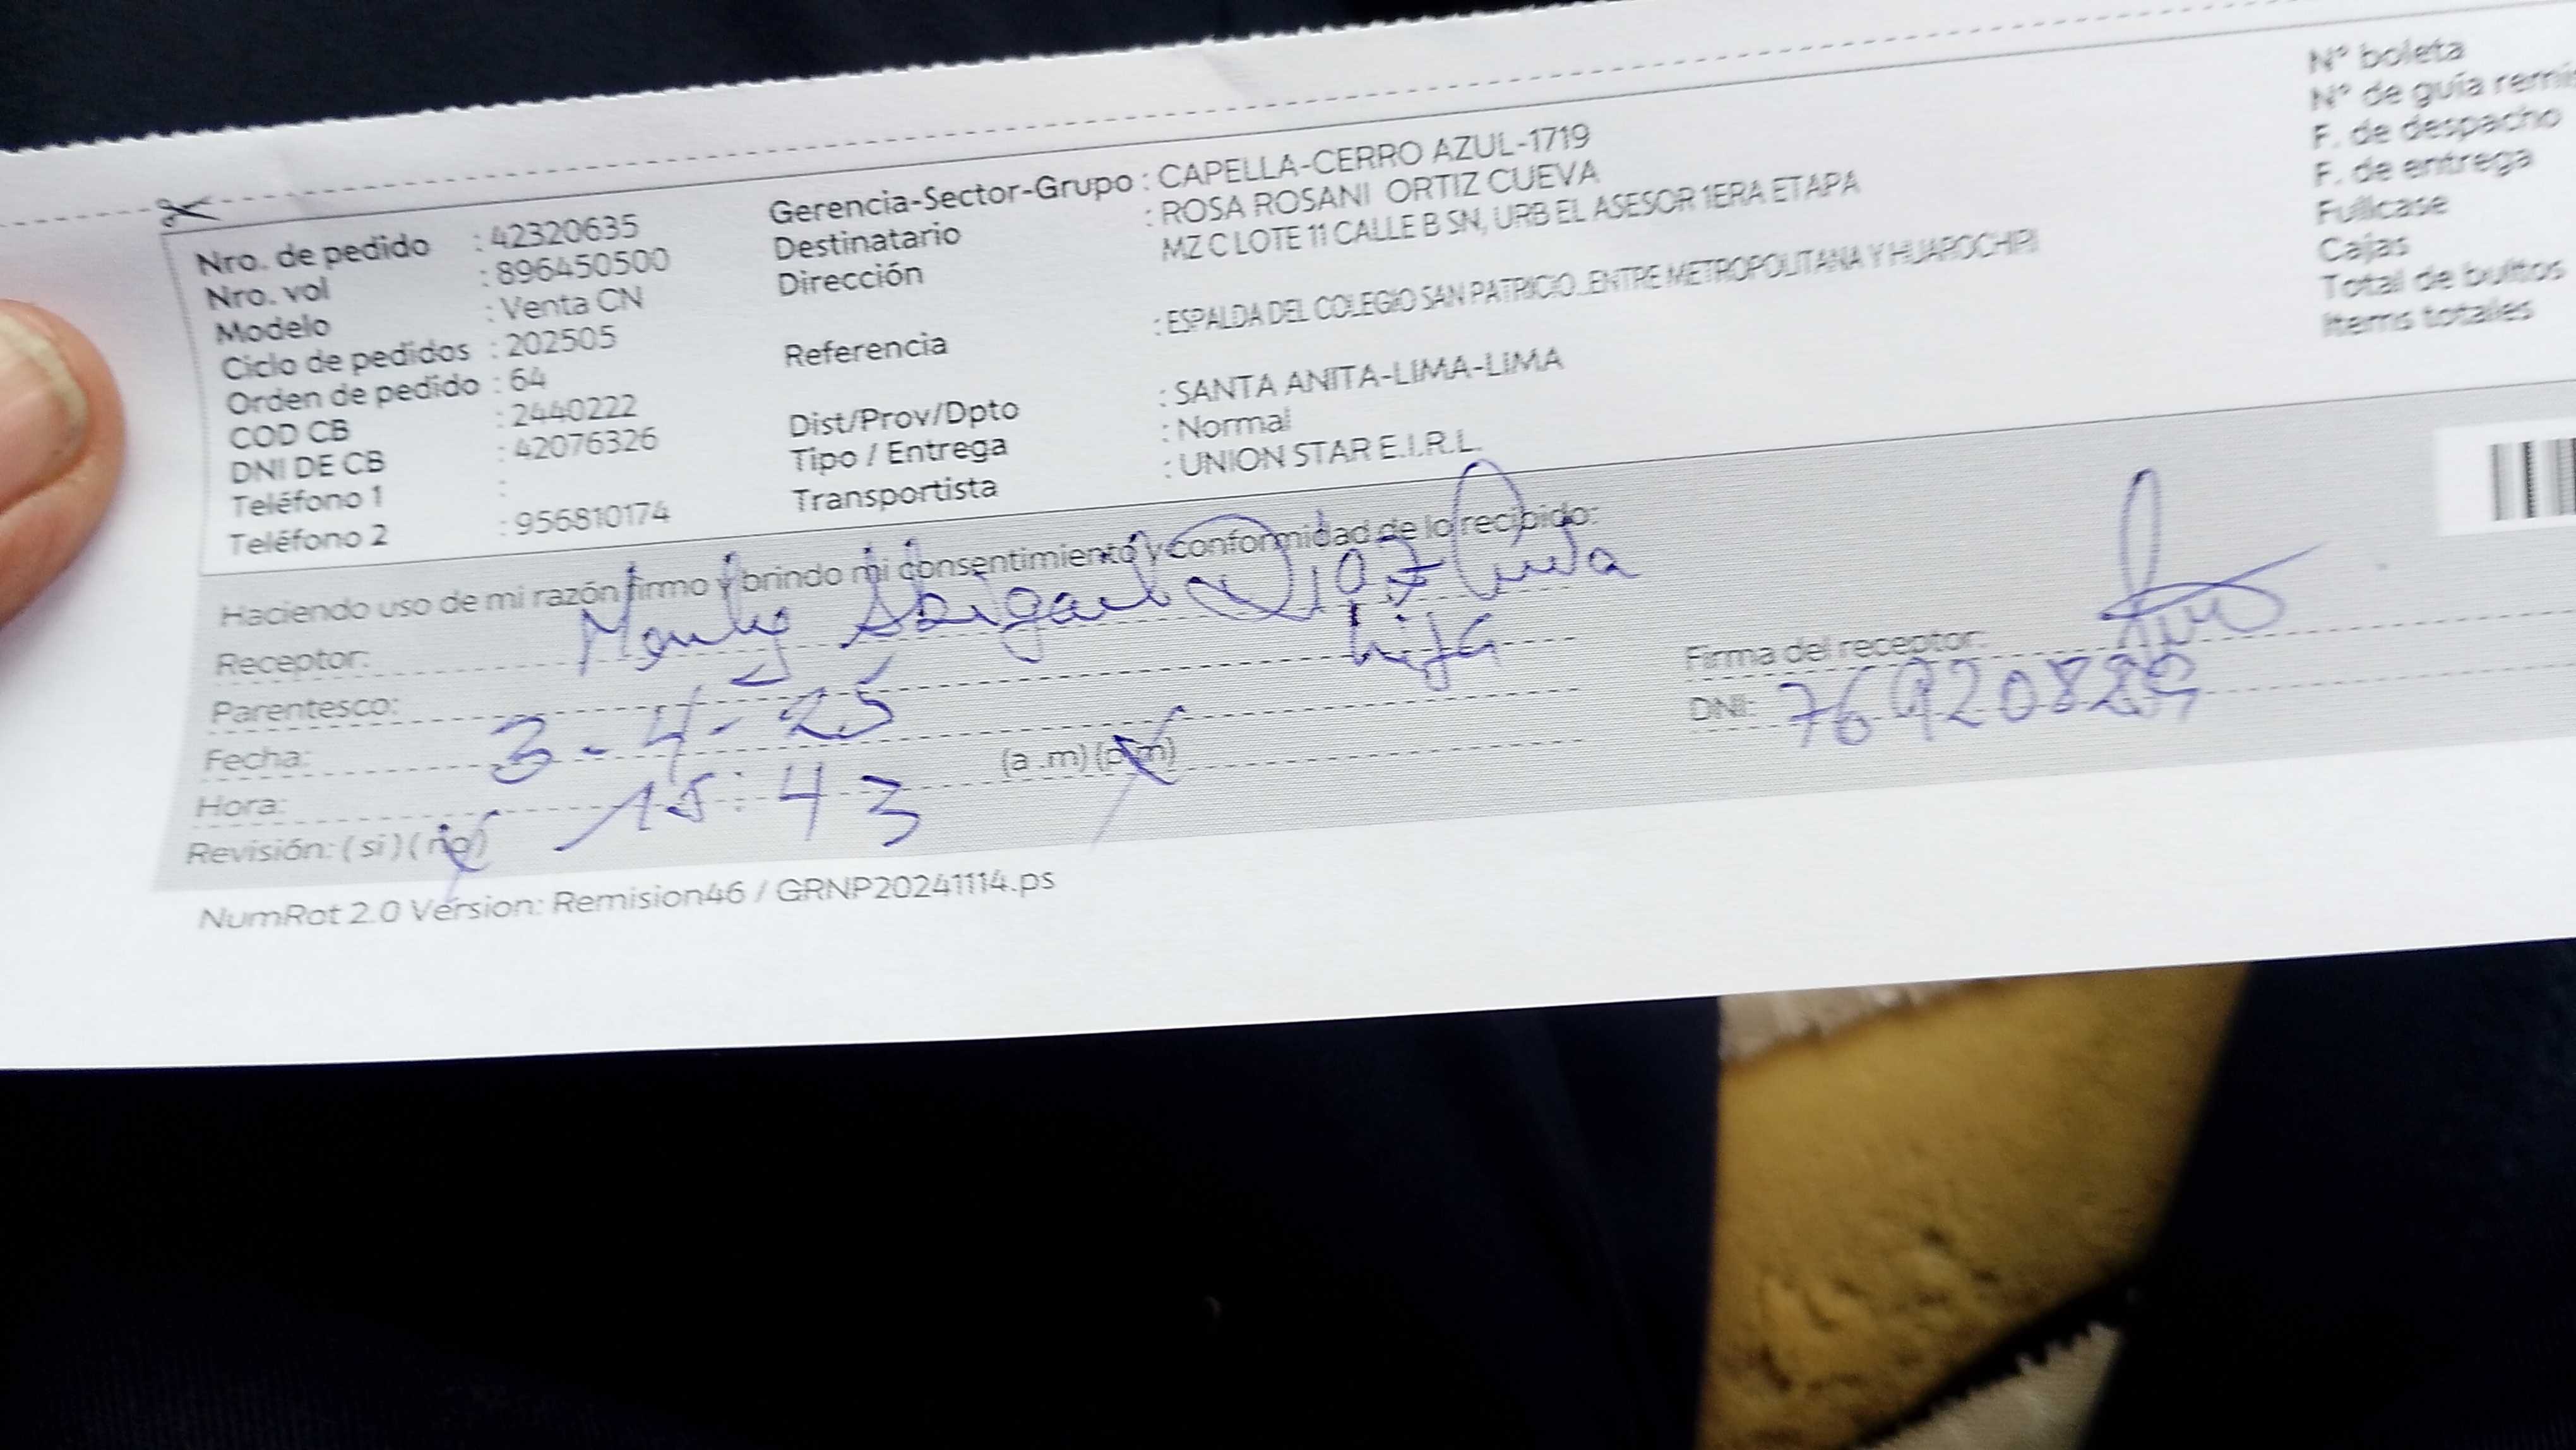 Nro. de pedido : 42320635
Nro. vol : 896450500
Modelo : Venta CN
Ciclo de pedidos : 202505
Orden de pedido : 64
COD CB : 2440222
DNI DE CB : 42076326
Teléfono 1 :
Teléfono 2 : 956810174
Gerencia-Sector-Grupo : CAPELLA-CERRO AZUL-1719
Destinatario : ROSA ROSANI ORTIZ CUEVA
Dirección MZ C LOTE 11 CALLE B SN, URB EL ASESOR 1ERA ETAPA
Referencia : ESPALDA DEL COLEGIO SAN PATRICIO..ENTRE METROPOLITANA Y HUAROCHIRI
Dist/Prov/Dpto : SANTA ANITA-LIMA-LIMA
Tipo / Entrega : Normal
Transportista : UNION STAR E.I.R.L.
N° boleta
N° de guía
F. de despacho
F. de entrega
Fullcase
Cajas
Total de bultos
Items totales
Haciendo uso de mi razón firmo y brindo mi consentimiento y conformidad de lo recibido:
Receptor:
Parentesco: hija
Fecha: 3-4-25
Hora: 15:43 (a .m) (p.m)
Revisión: ( si ) ( no )
Firma del receptor:
DNI:
NumRot 2.0 Version: Remision46 / GRNP20241114.ps